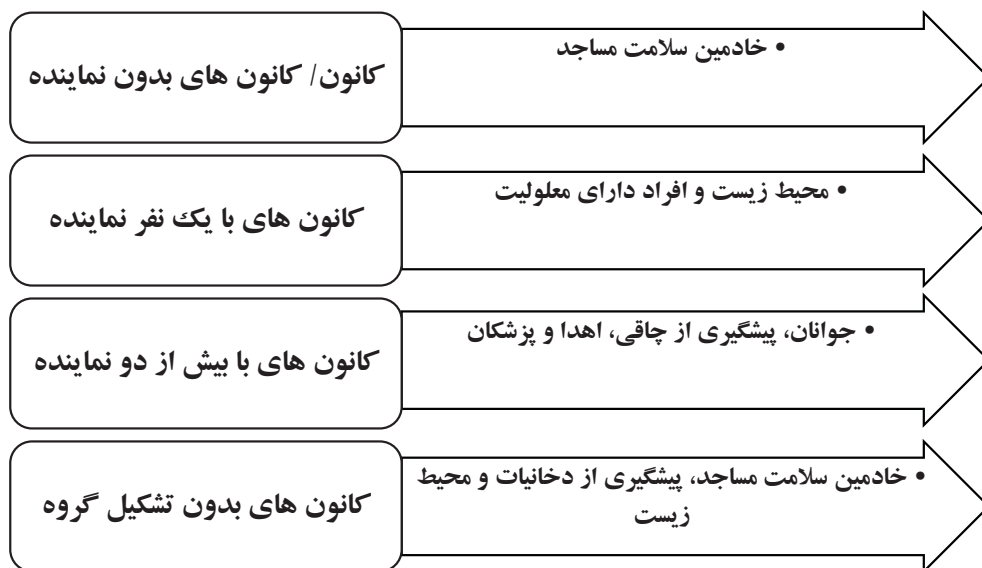 کانون/ کانون های بدون نماینده
• خادمین سلامت مساجد
کانون های با یک نفر نماینده
• محیط زیست و افراد دارای معلولیت
کانون های با بیش از دو نماینده
• جوانان، پیشگیری از چاقی، اهدا و پزشکان
کانون های بدون تشکیل گروه
• خادمین سلامت مساجد، پیشگیری از دخانیات و محیط
زیست